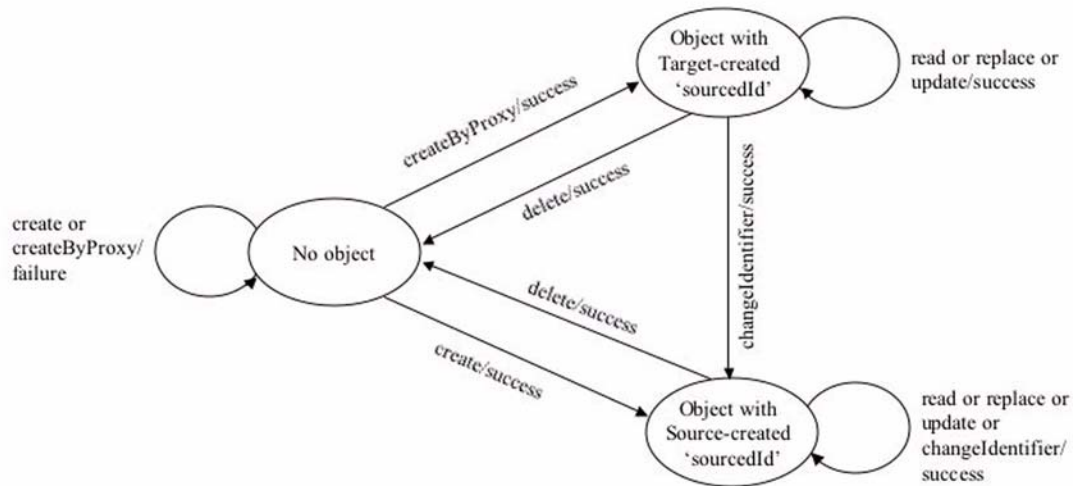 Object with
Target-created
‘sourcedId’
read or replace or
update/success
createByProxy/success
delete/success
changeIdentifier/success
create or
createByProxy/
failure
No object
delete/success
create/success
Object with
Source-created
‘sourcedId’
read or replace or
update or
changeIdentifier/
success